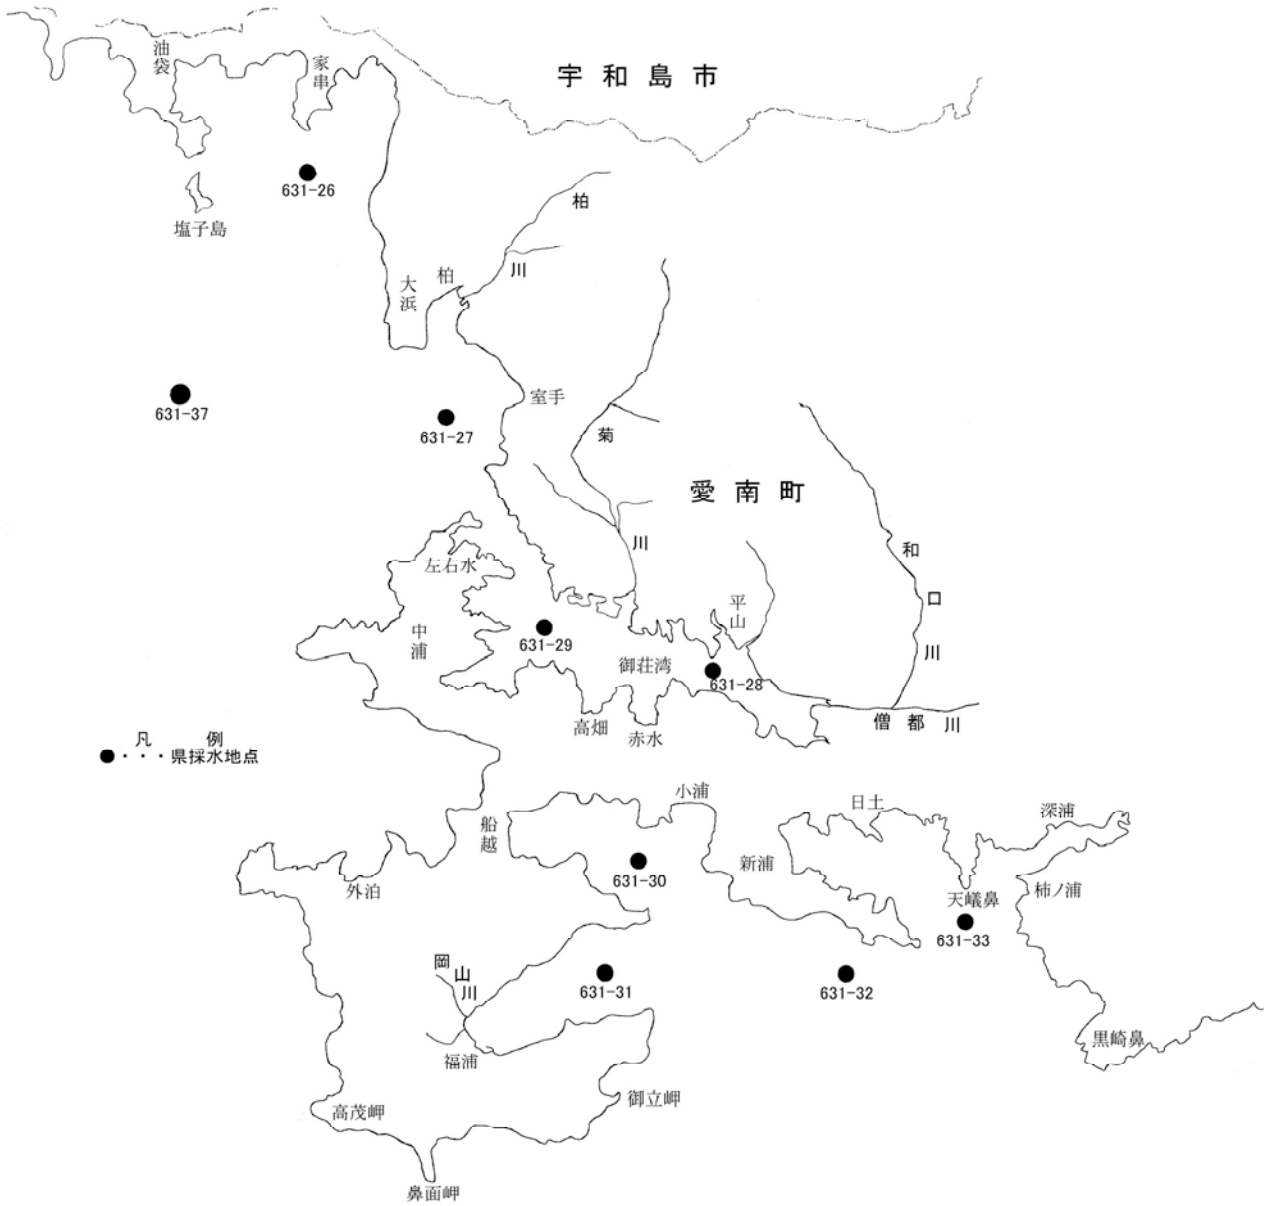 油袋
家串
宇和島市
631-26
塩子島
柏
川
大浜
柏
631-37
631-27
室手
菊
川
愛南町
和
口
川
左右水
中浦
631-29
平山
御荘湾
631-28
高畑
赤水
僧都川
凡例
●・・・県採水地点
船越
小浦
日土
深浦
631-30
新浦
外泊
天嶬鼻
柿ノ浦
631-33
岡
山
川
631-31
631-32
福浦
黒崎鼻
高茂岬
御立岬
鼻面岬